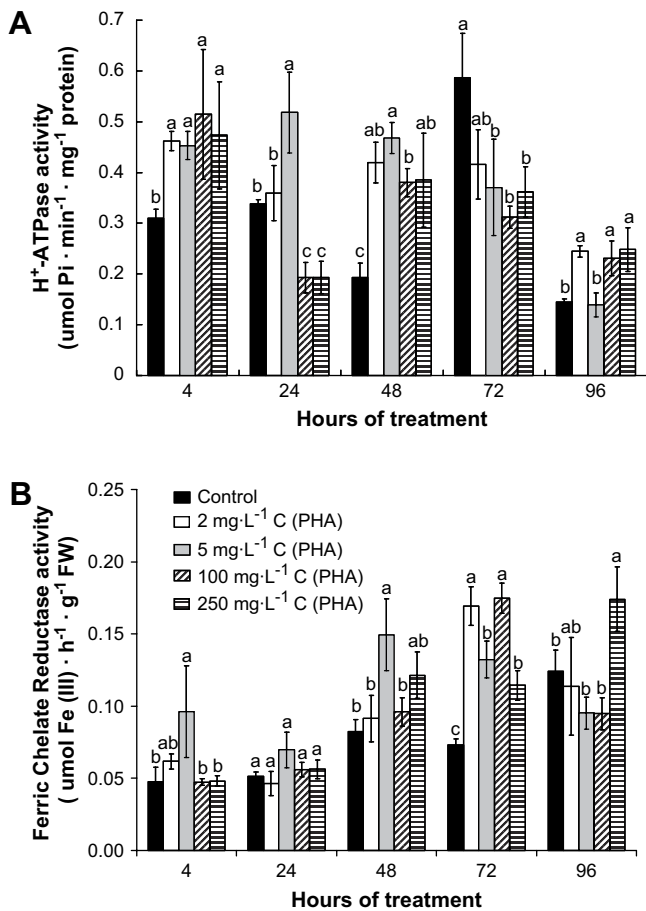 A
H⁺-ATPase activity
(umol Pi · min⁻¹ · mg⁻¹ protein)
0.7
0.6
0.5
0.4
0.3
0.2
0.1
0
b a a a a
b b a c c
c ab a b ab
a ab b b b
b a b a a
4 24 48 72 96
Hours of treatment
B
Ferric Chelate Reductase activity
( umol Fe (III) · h⁻¹ · g⁻¹ FW)
0.25
0.20
0.15
0.10
0.05
0.00
Control
2 mg·L⁻¹ C (PHA)
5 mg·L⁻¹ C (PHA)
100 mg·L⁻¹ C (PHA)
250 mg·L⁻¹ C (PHA)
b ab a b b
a a a a a
b b a b ab
c a b a b
b ab b b a
4 24 48 72 96
Hours of treatment